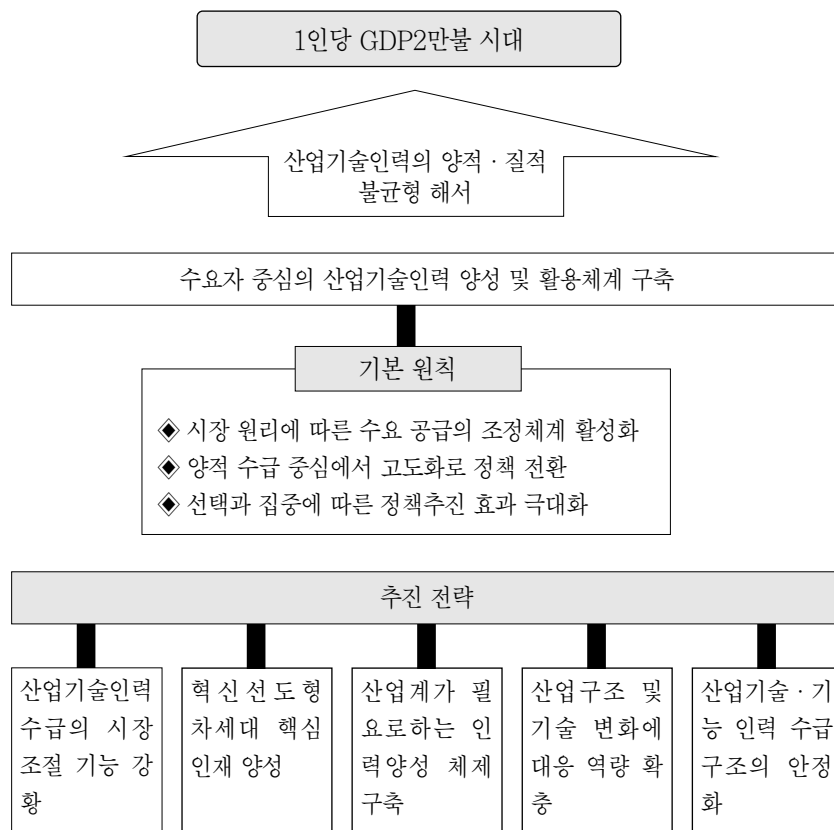 1인당 GDP2만불 시대
산업기술인력의 양적 · 질적
불균형 해서
수요자 중심의 산업기술인력 양성 및 활용체계 구축
기본 원칙
◈ 시장 원리에 따른 수요 공급의 조정체계 활성화
◈ 양적 수급 중심에서 고도화로 정책 전환
◈ 선택과 집중에 따른 정책추진 효과 극대화
추진 전략
산업기술인력
수급의 시장
조절 기능 강
황
혁신선도형
차세대 핵심
인재 양성
산업계가 필
요로하는 인
력양성 체제
구축
산업구조 및
기술 변화에
대응 역량 확
충
산업기술 · 기
능 인력 수급
구조의 안정
화